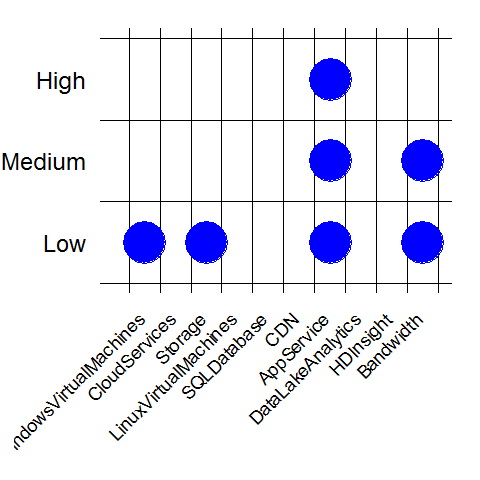 High
Medium
Low
ndowsVirtualMachines
CloudServices
Storage
LinuxVirtualMachines
SQLDatabase
CDN
AppService
DataLakeAnalytics
HDInsight
Bandwidth